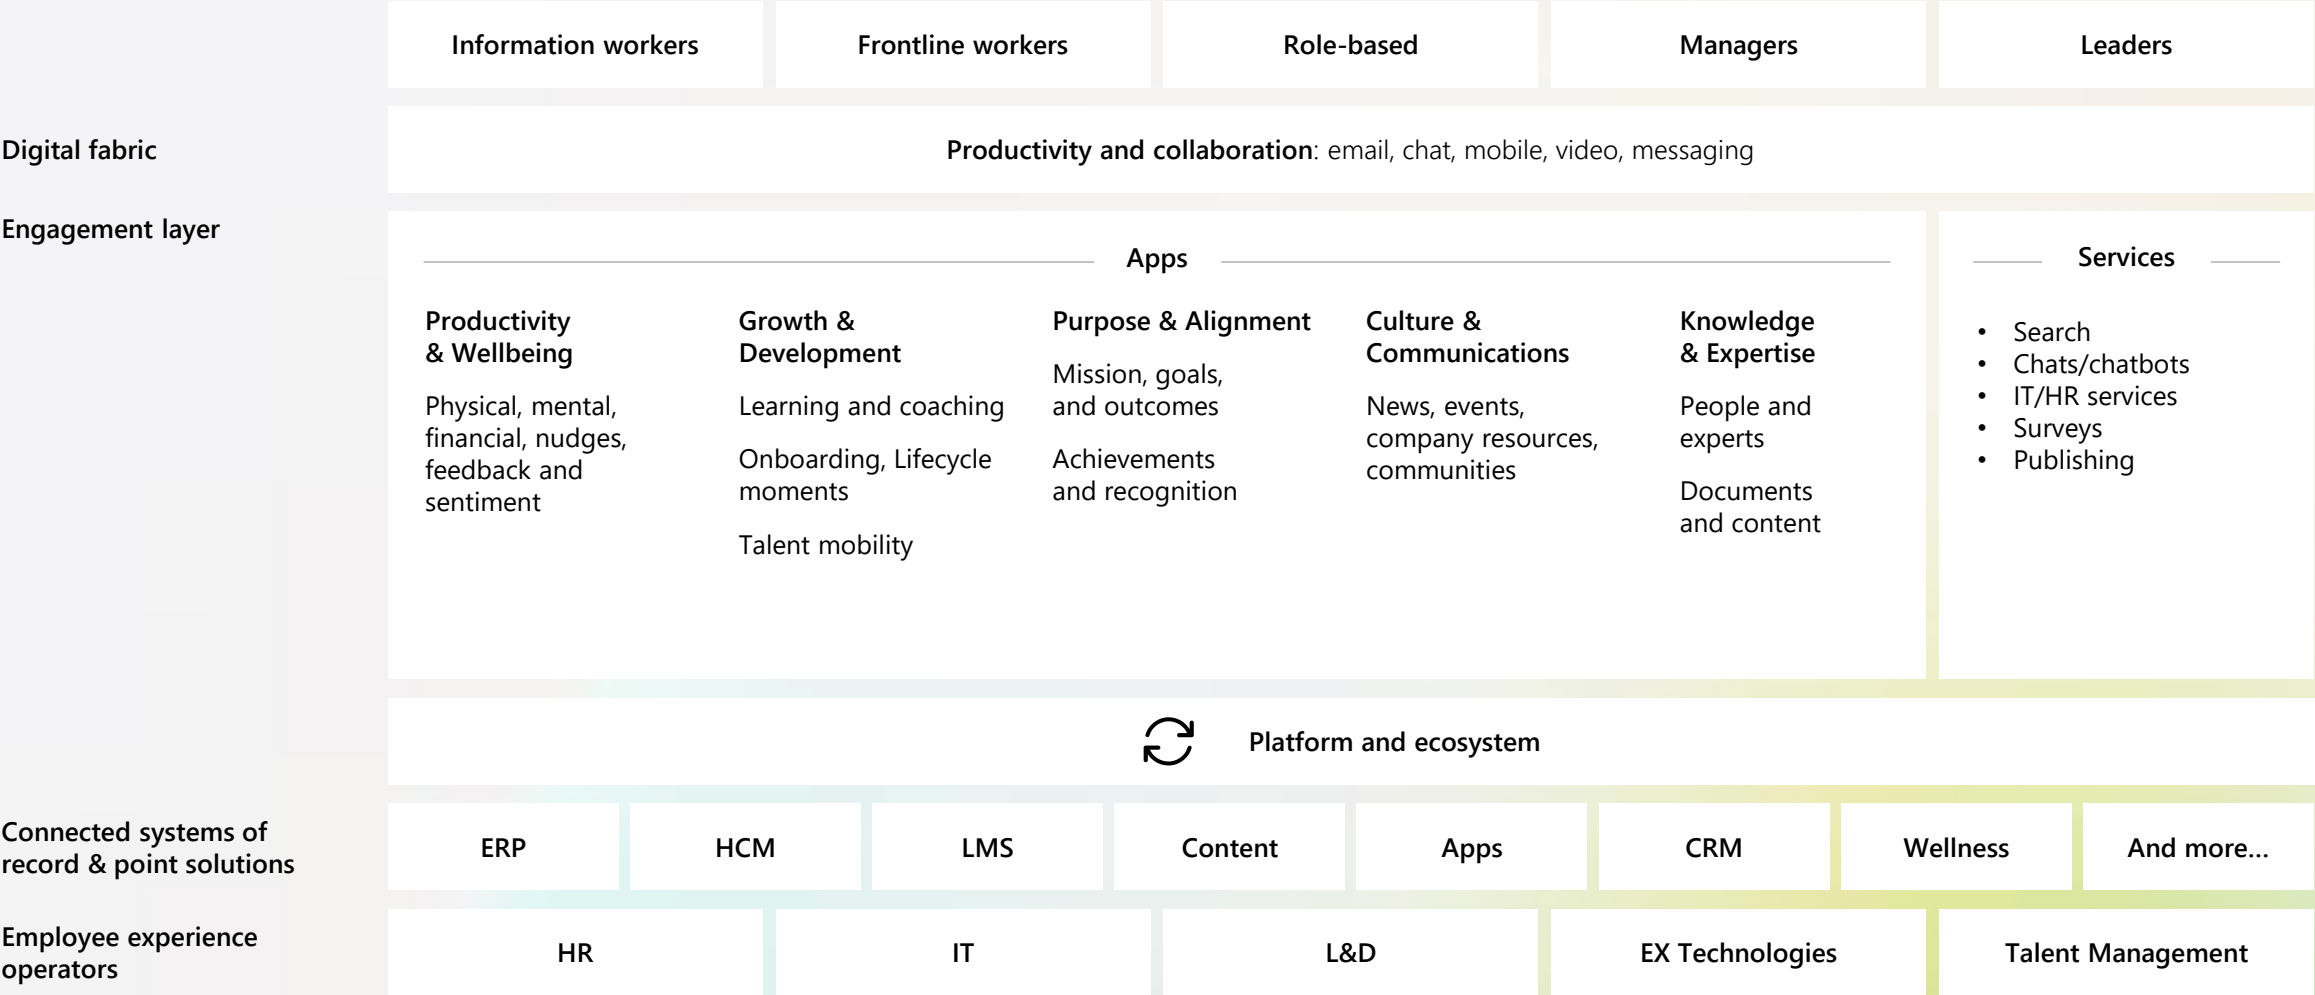 Information workers
Frontline workers
Role-based
Managers
Leaders
Digital fabric
Productivity and collaboration: email, chat, mobile, video, messaging
Engagement layer
Apps
Productivity
& Wellbeing
Physical, mental,
financial, nudges,
feedback and
sentiment
Growth &
Development
Learning and coaching
Onboarding, Lifecycle
moments
Talent mobility
Purpose & Alignment
Mission, goals,
and outcomes
Achievements
and recognition
Culture &
Communications
News, events,
company resources,
communities
Knowledge
& Expertise
People and
experts
Documents
and content
Services
• Search
• Chats/chatbots
• IT/HR services
• Surveys
• Publishing
Platform and ecosystem
Connected systems of
record & point solutions
ERP
HCM
LMS
Content
Apps
CRM
Wellness
And more...
Employee experience
operators
HR
IT
L&D
EX Technologies
Talent Management